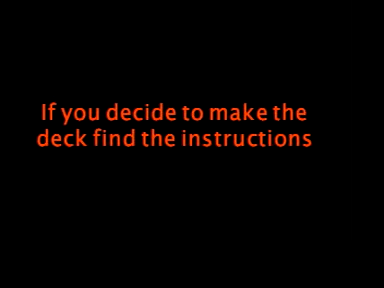 If you decide to make the
deck find the instructions